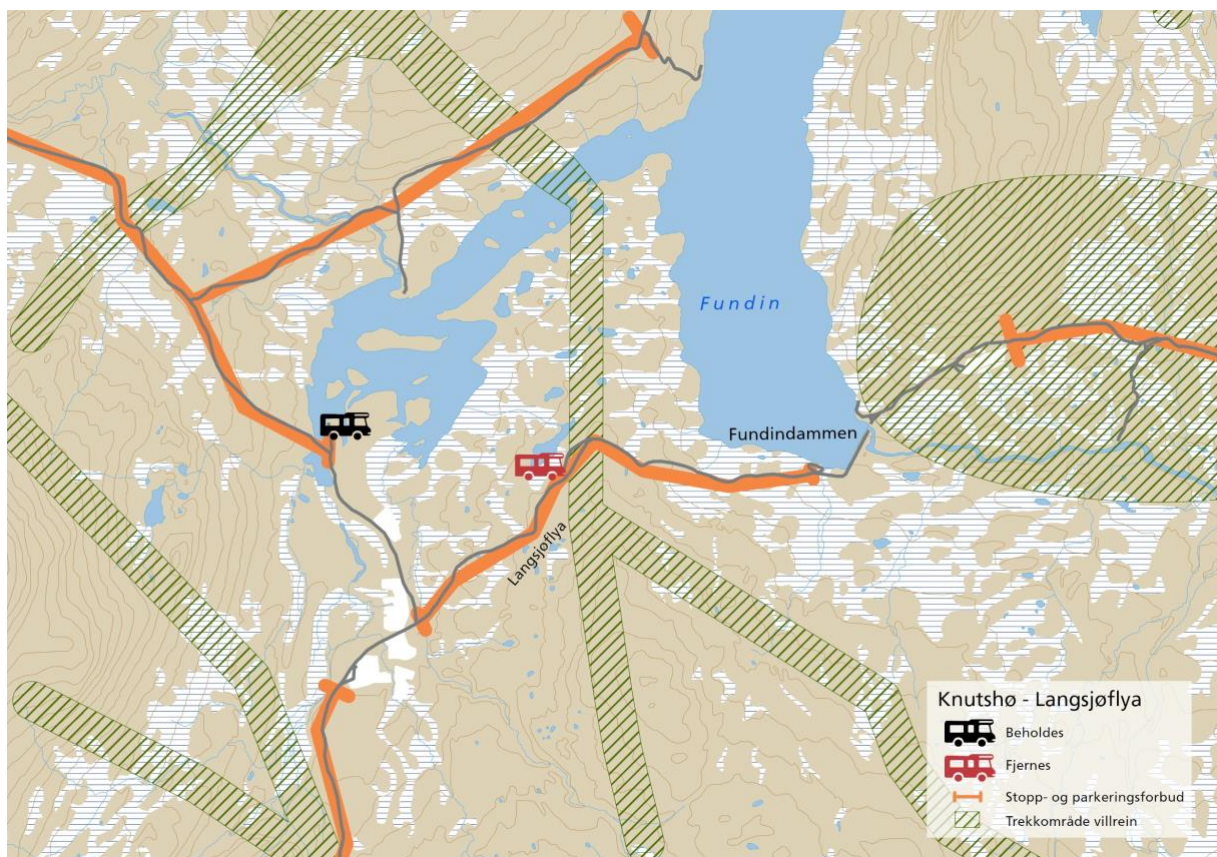 Fundin
Fundindammen
Langsjøflya
Knutshø - Langsjøflya
Beholdes
Fjernes
Stopp- og parkeringsforbud
Trekkområde villrein